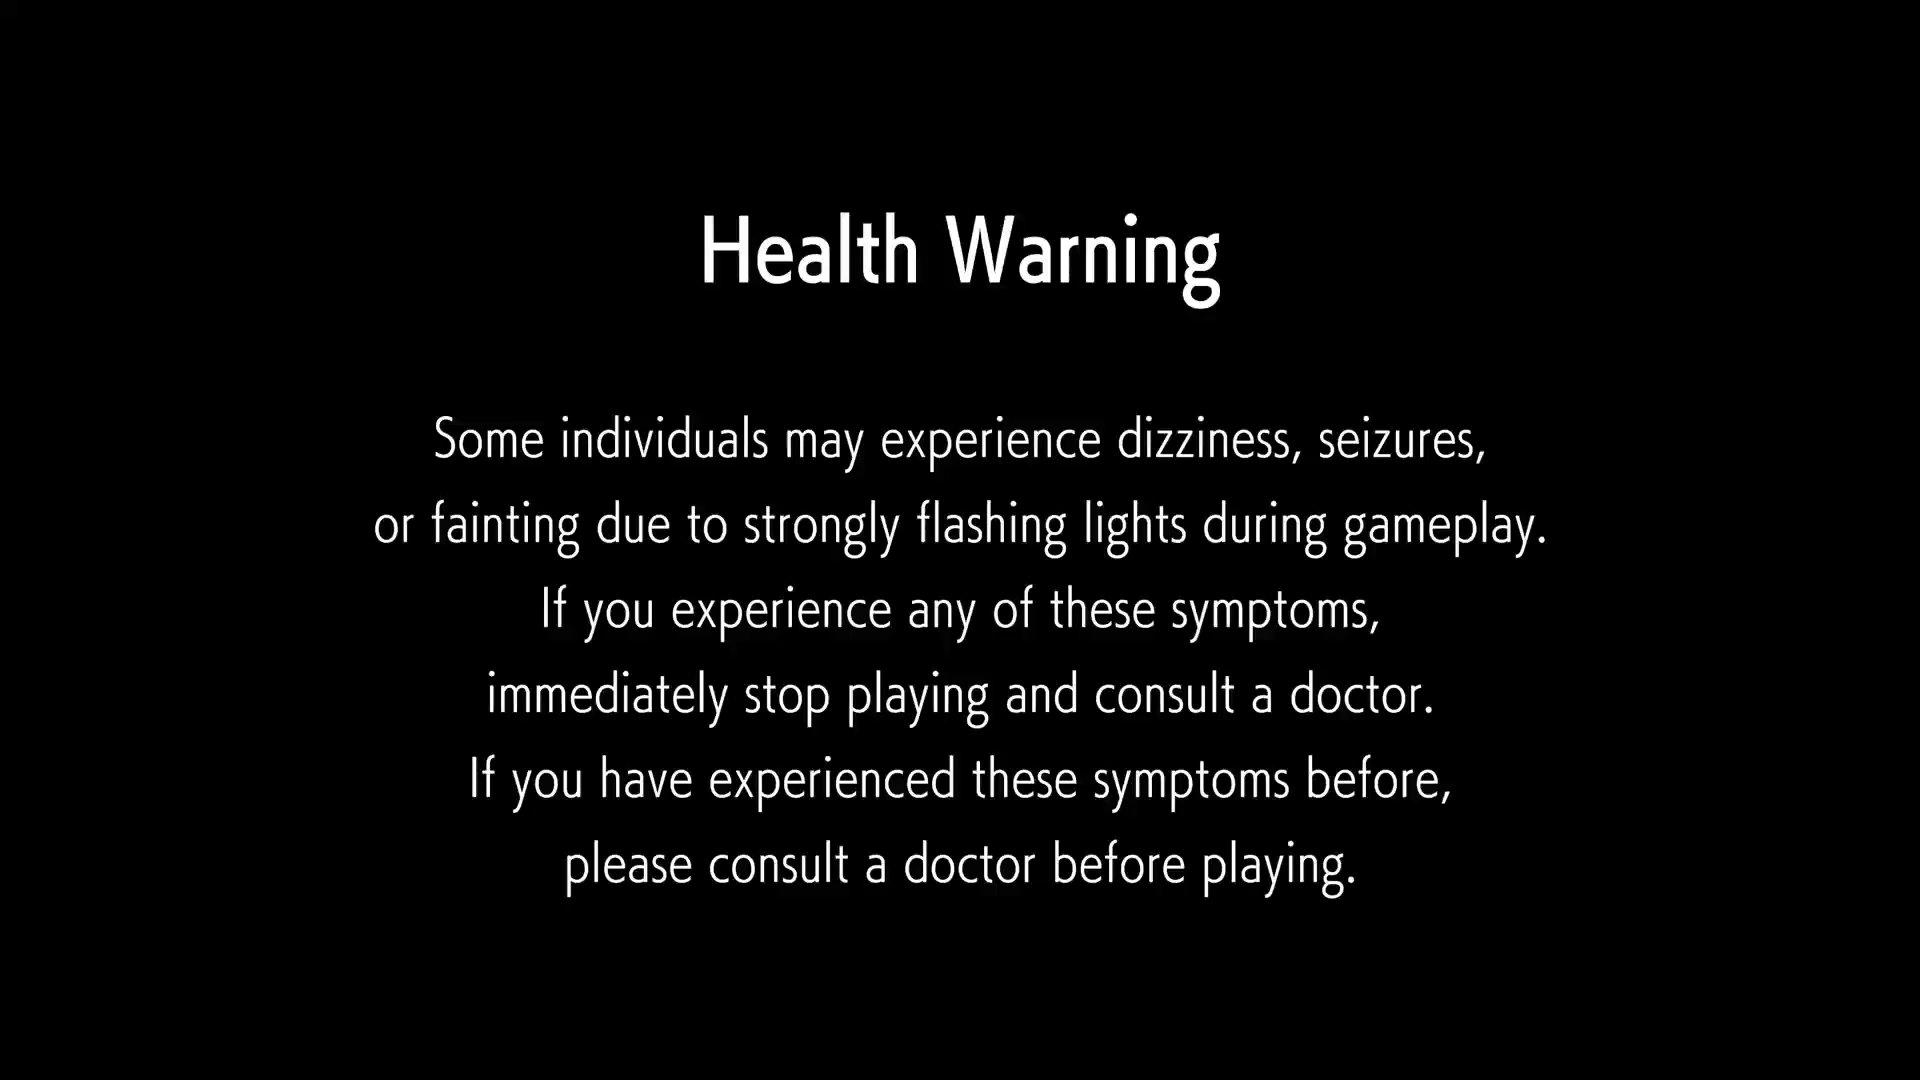 Health Warning
Some individuals may experience dizziness, seizures,
or fainting due to strongly flashing lights during gameplay.
If you experience any of these symptoms,
immediately stop playing and consult a doctor.
If you have experienced these symptoms before,
please consult a doctor before playing.